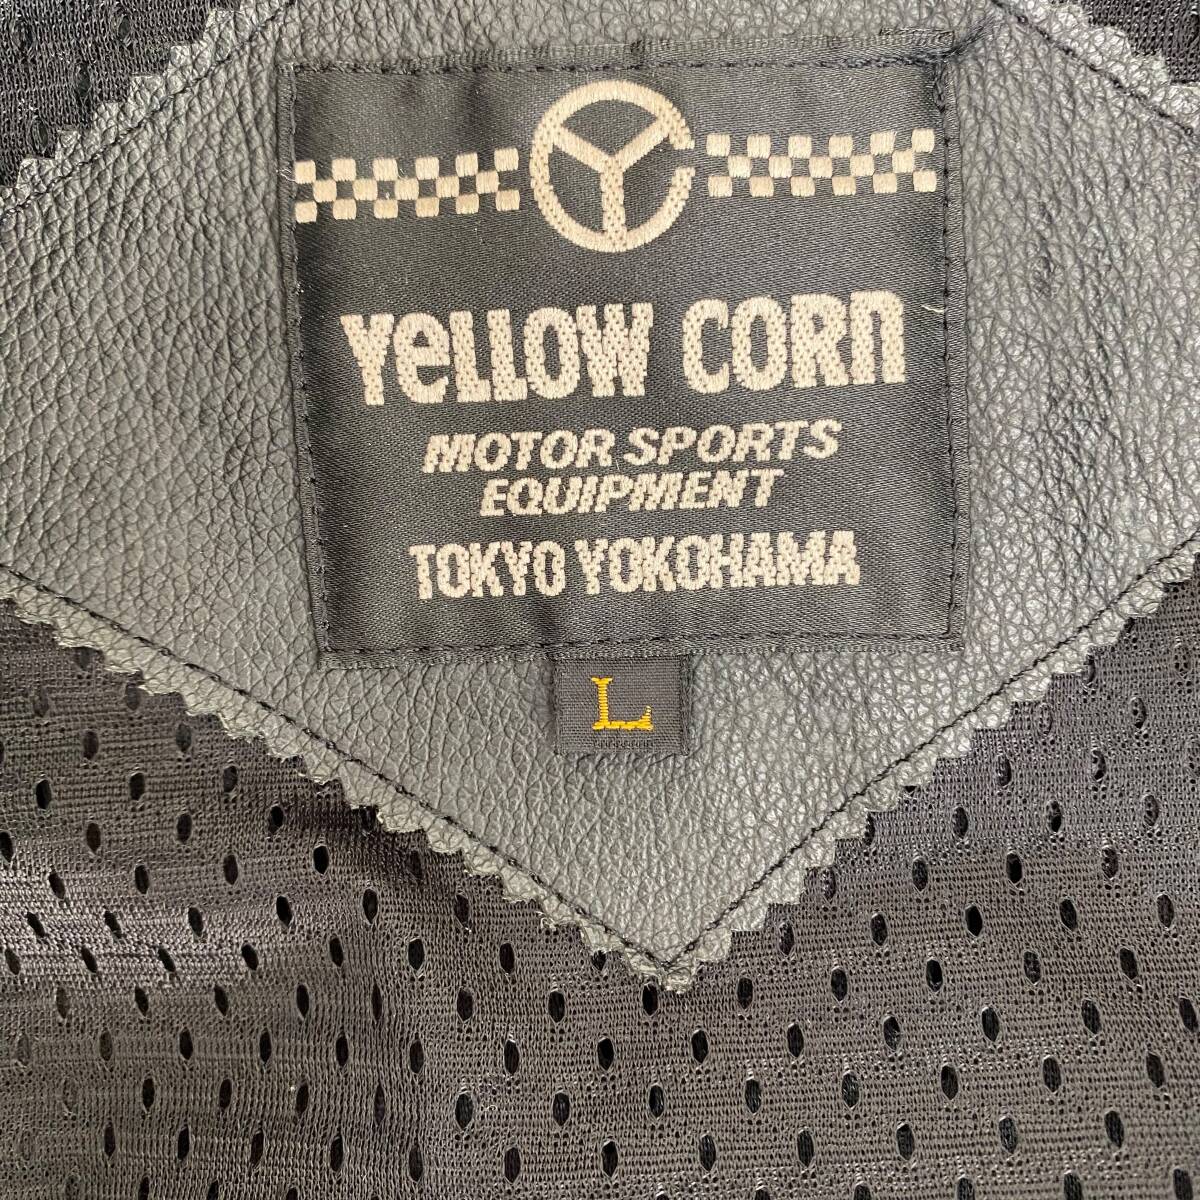 YeLLOW CORn
MOTOR SPORTS
EQUIPMENT
TOKYO YOKOHAMA
L